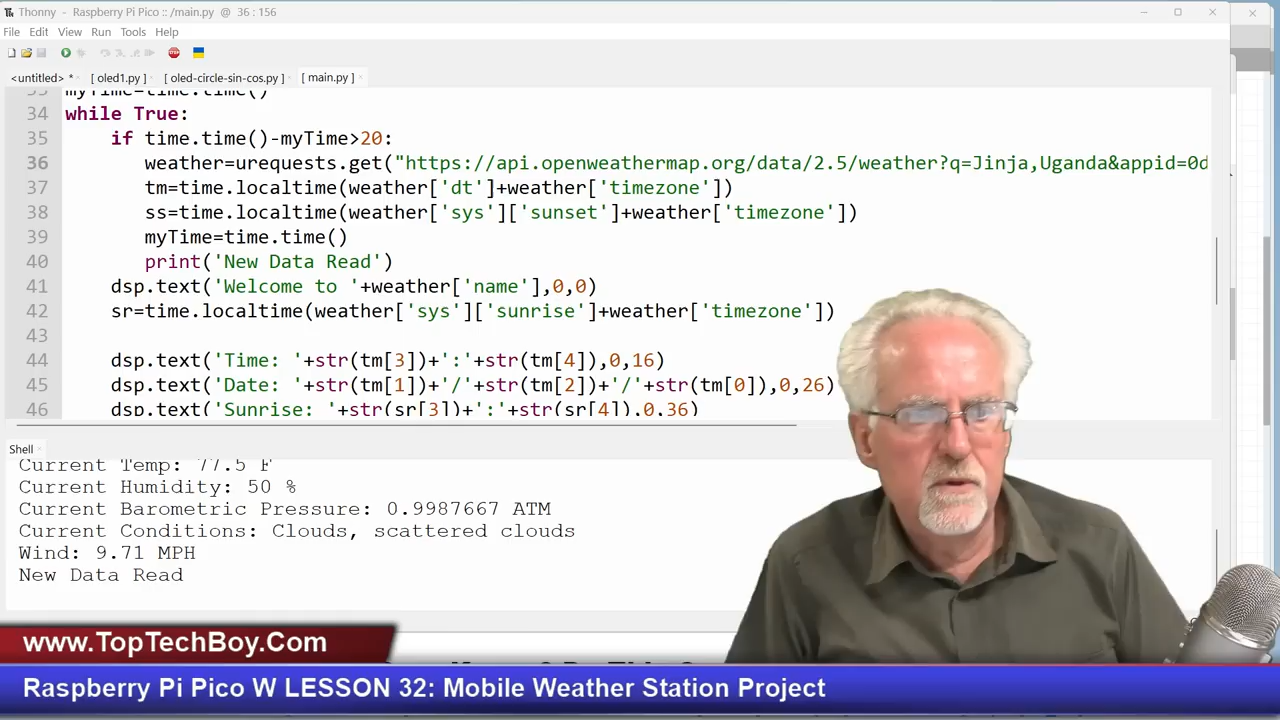 Thonny - Raspberry Pi Pico :: /main.py @ 36 : 156
File Edit View Run Tools Help
<untitled> * [ oled1.py ] [ oled-circle-sin-cos.py ] [ main.py ]
33 myTime=time.time()
34 while True:
35 if time.time()-myTime>20:
36 weather=urequests.get("https://api.openweathermap.org/data/2.5/weather?q=Jinja,Uganda&appid=0d
37 tm=time.localtime(weather['dt']+weather['timezone'])
38 ss=time.localtime(weather['sys']['sunset']+weather['timezone'])
39 myTime=time.time()
40 print('New Data Read')
41 dsp.text('Welcome to '+weather['name'],0,0)
42 sr=time.localtime(weather['sys']['sunrise']+weather['timezone'])
43
44 dsp.text('Time: '+str(tm[3])+':'+str(tm[4]),0,16)
45 dsp.text('Date: '+str(tm[1])+'/'+str(tm[2])+'/'+str(tm[0]),0,26)
46 dsp.text('Sunrise: '+str(sr[3])+':'+str(sr[4]),0,36)
Shell
Current Temp: 77.5 F
Current Humidity: 50 %
Current Barometric Pressure: 0.9987667 ATM
Current Conditions: Clouds, scattered clouds
Wind: 9.71 MPH
New Data Read
www.TopTechBoy.Com
Raspberry Pi Pico W LESSON 32: Mobile Weather Station Project